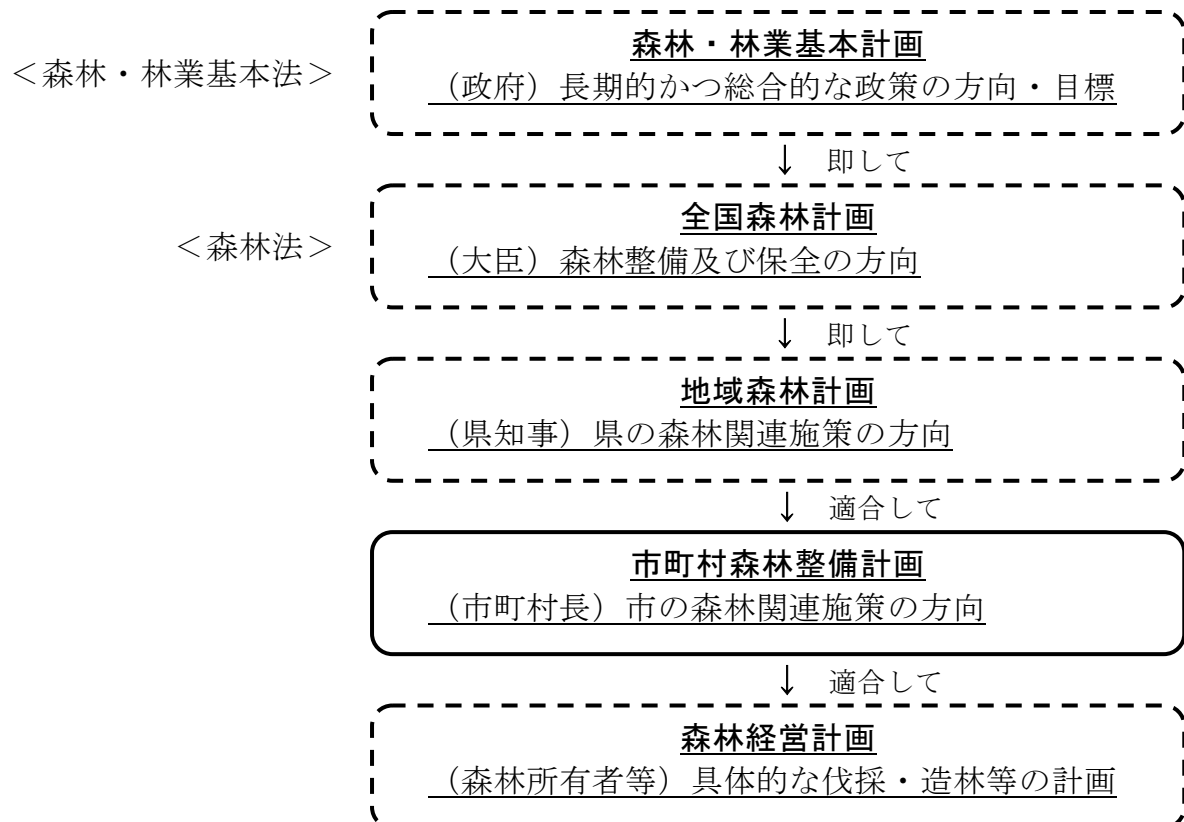 森林・林業基本計画
＜森林・林業基本法＞
（政府）長期的かつ総合的な政策の方向・目標
↓ 即して
全国森林計画
＜森林法＞
（大臣）森林整備及び保全の方向
↓ 即して
地域森林計画
（県知事）県の森林関連施策の方向
↓ 適合して
市町村森林整備計画
（市町村長）市の森林関連施策の方向
↓ 適合して
森林経営計画
（森林所有者等）具体的な伐採・造林等の計画